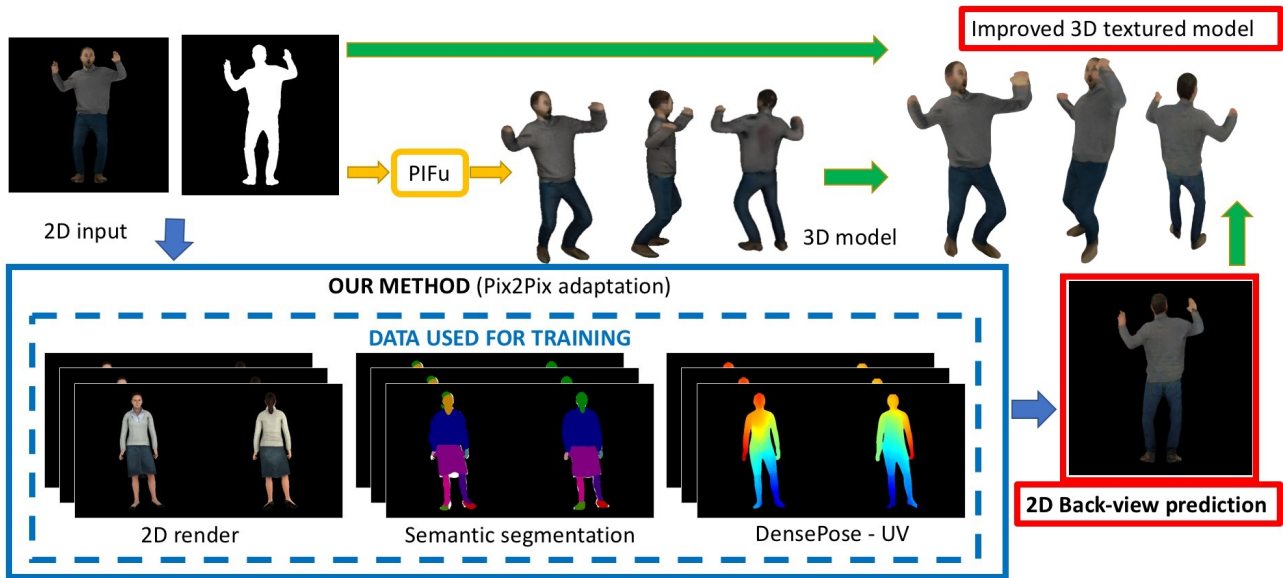 Improved 3D textured model
PIFu
2D input
3D model
OUR METHOD (Pix2Pix adaptation)
DATA USED FOR TRAINING
2D render
Semantic segmentation
DensePose - UV
2D Back-view prediction